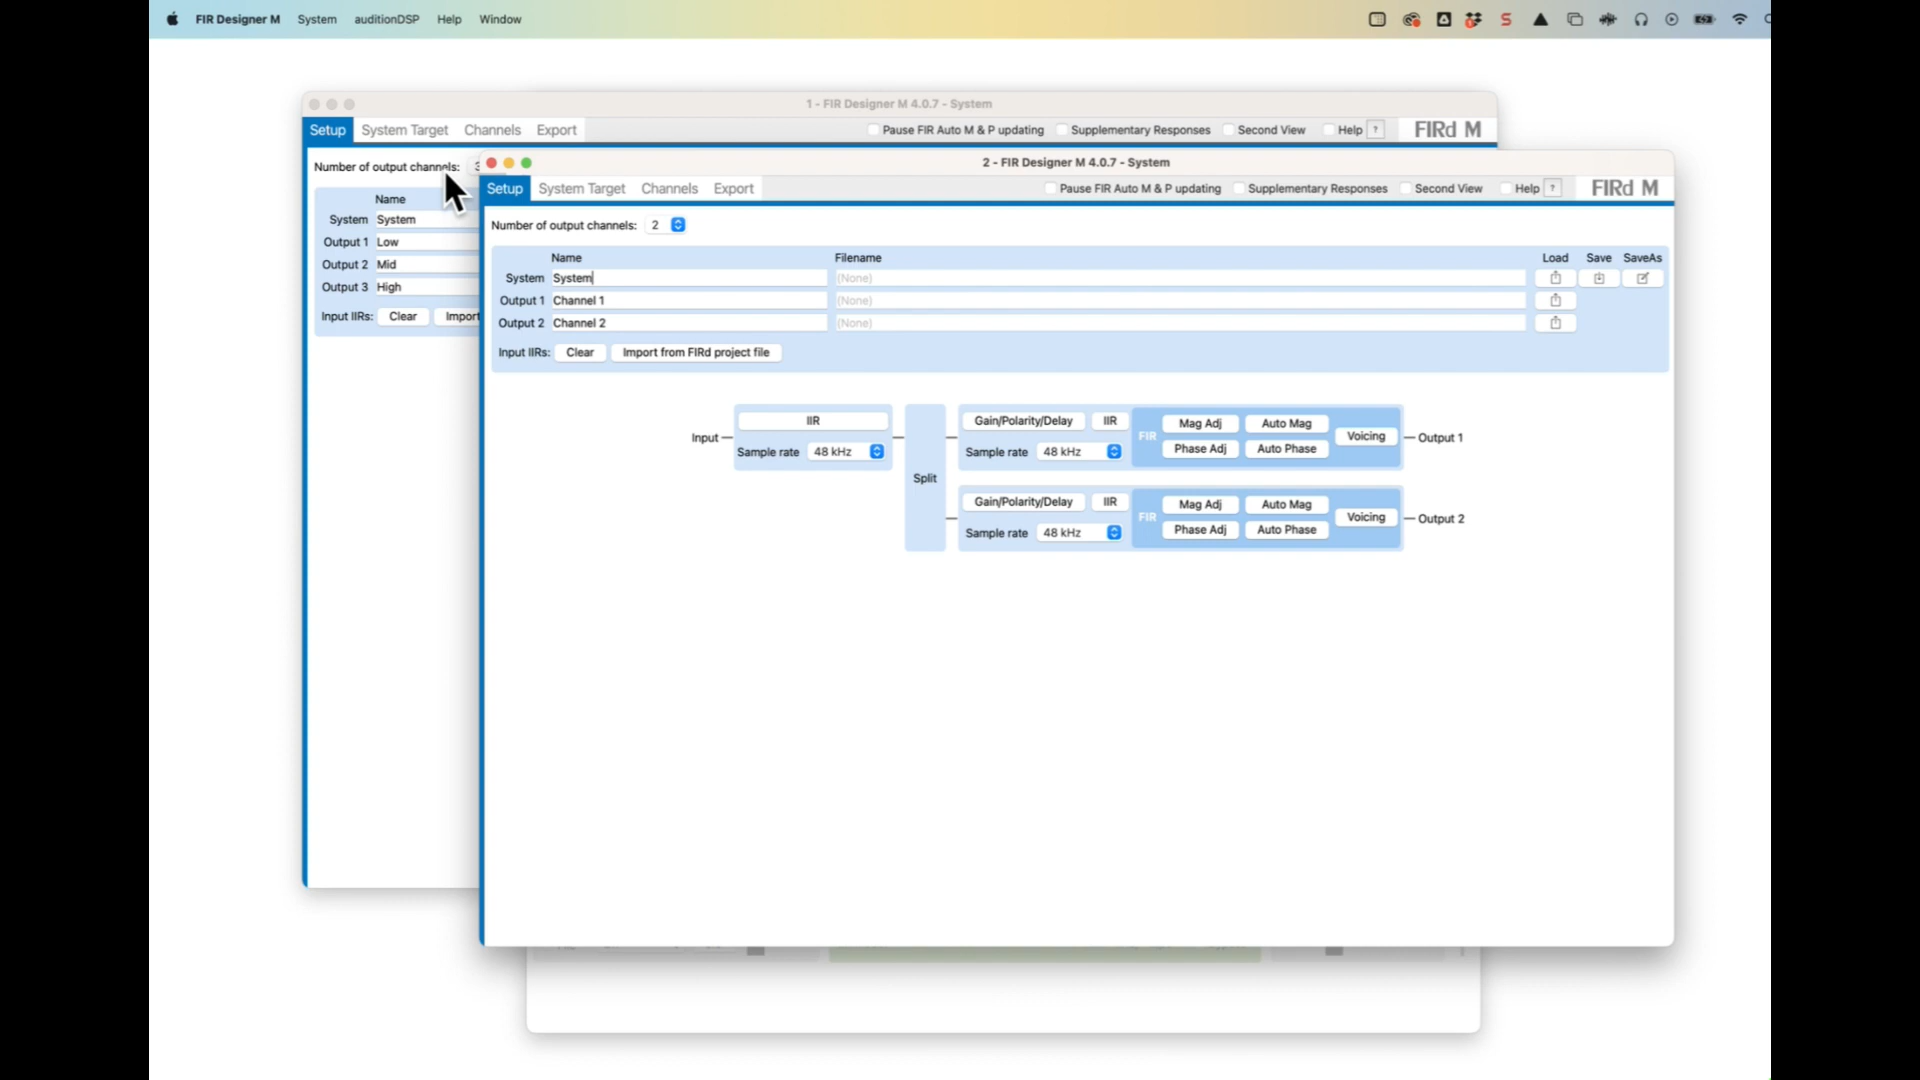 FIR Designer M System auditionDSP Help Window
1 - FIR Designer M 4.0.7 - System
Setup System Target Channels Export Pause FIR Auto M & P updating Supplementary Responses Second View Help ? FIRd M
Number of output channels: 3
Name
System System
Output 1 Low
Output 2 Mid
Output 3 High
Input IIRs: Clear Import
2 - FIR Designer M 4.0.7 - System
Setup System Target Channels Export Pause FIR Auto M & P updating Supplementary Responses Second View Help ? FIRd M
Number of output channels: 2
Name Filename Load Save SaveAs
System System (None)
Output 1 Channel 1 (None)
Output 2 Channel 2 (None)
Input IIRs: Clear Import from FIRd project file
Input IIR
Sample rate 48 kHz
Split
Gain/Polarity/Delay IIR FIR Mag Adj Auto Mag Voicing Output 1
Sample rate 48 kHz Phase Adj Auto Phase
Gain/Polarity/Delay IIR FIR Mag Adj Auto Mag Voicing Output 2
Sample rate 48 kHz Phase Adj Auto Phase